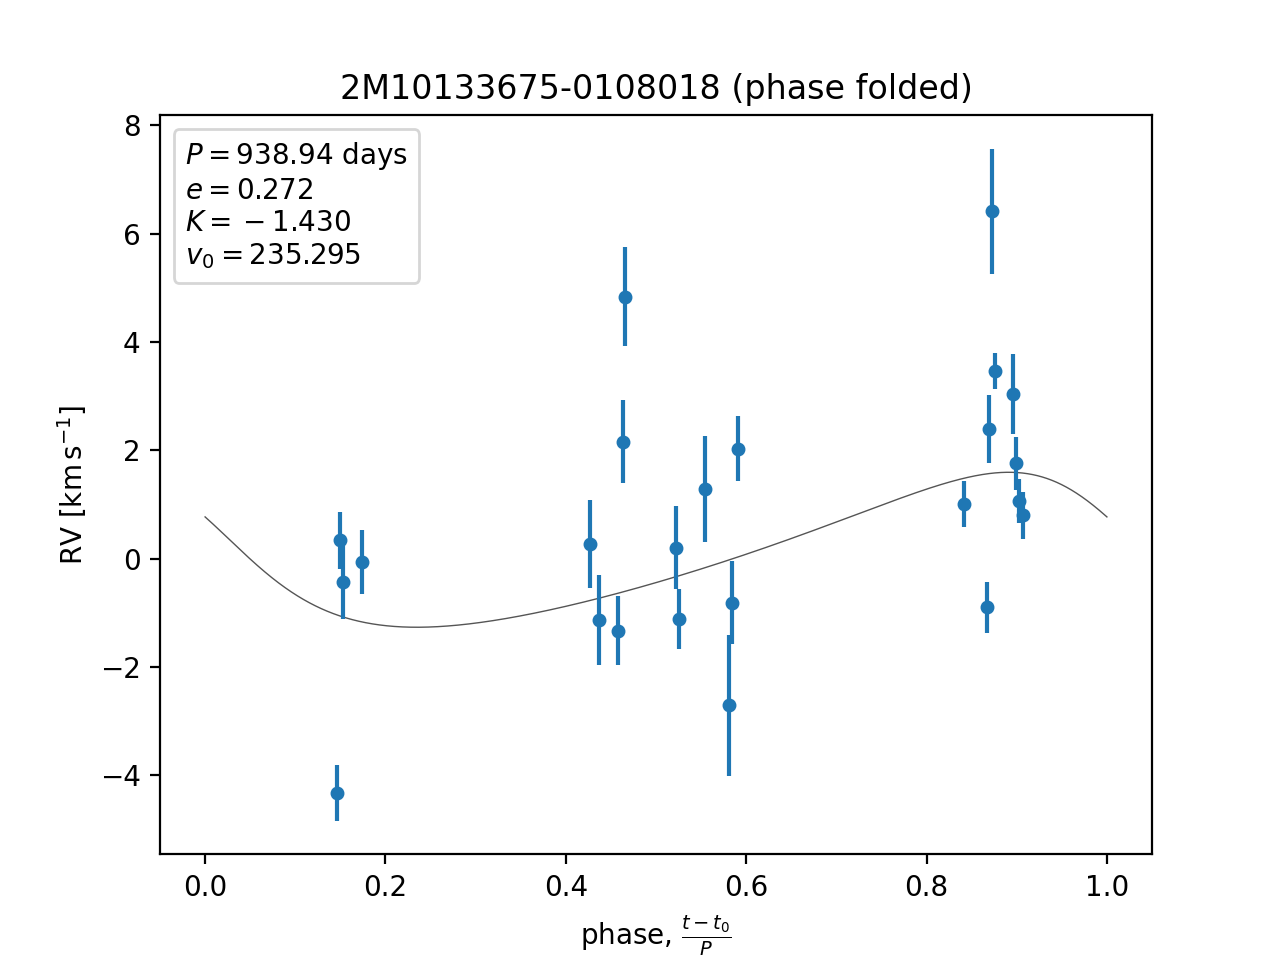 2M10133675-0108018 (phase folded)
P = 938.94 days
e = 0.272
K = −1.430
v₀ = 235.295
8
6
4
2
0
−2
−4
RV [km s⁻¹]
0.0 0.2 0.4 0.6 0.8 1.0
phase, (t − t₀)/P